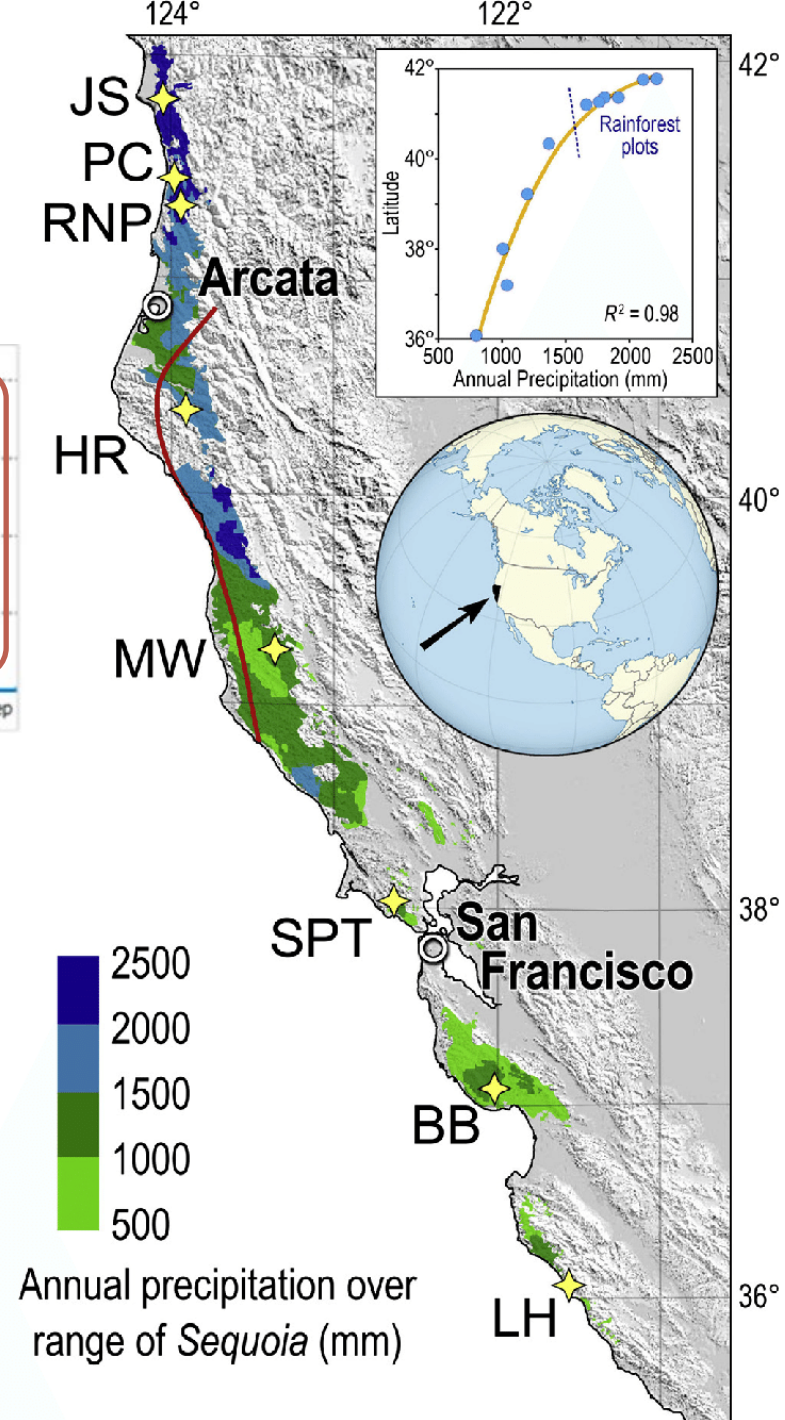 124°
122°
42°
JS
PC
RNP
Arcata
HR
MW
SPT
San
Francisco
BB
LH
40°
38°
36°
42°
40°
38°
36°
Latitude
Rainforest
plots
R² = 0.98
500
1000
1500
2000
2500
Annual Precipitation (mm)
ep
2500
2000
1500
1000
500
Annual precipitation over
range of Sequoia (mm)